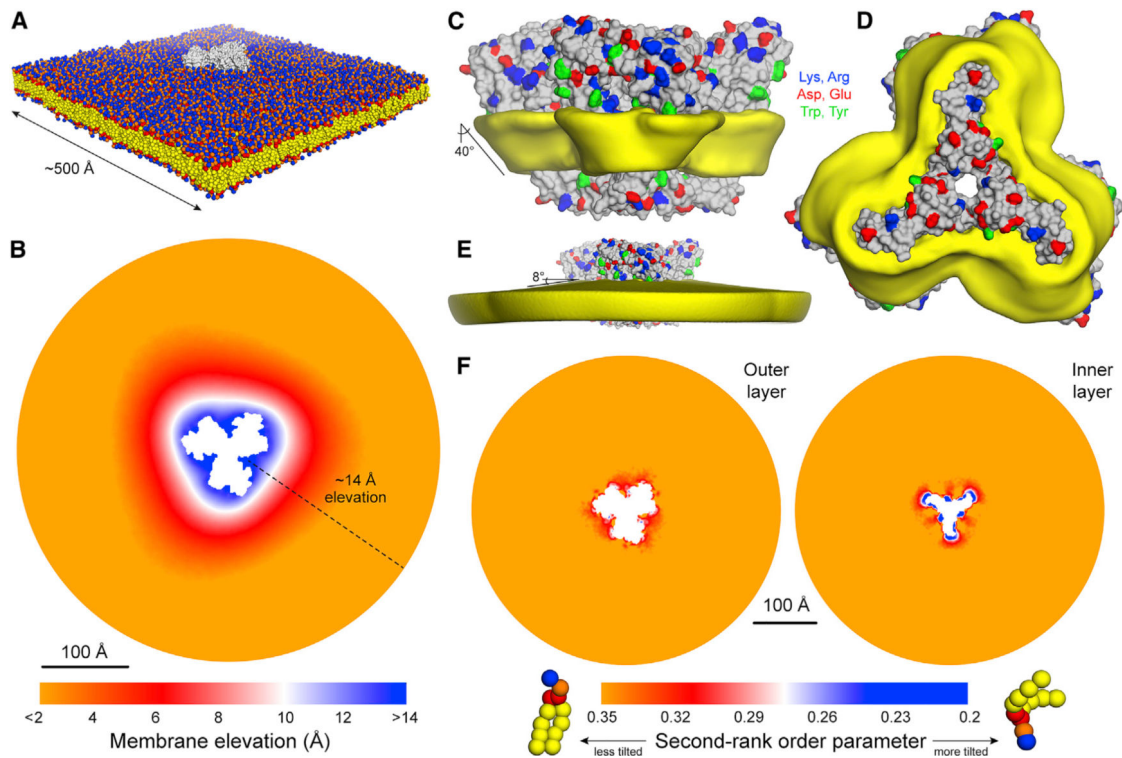 A
~500 Å
B
~14 Å
elevation
100 Å
<2
4
6
8
10
12
>14
Membrane elevation (Å)
C
40°
Lys, Arg
Asp, Glu
Trp, Tyr
D
E
8°
F
Outer
layer
Inner
layer
100 Å
0.35
0.32
0.29
0.26
0.23
0.2
less tilted
Second-rank order parameter
more tilted